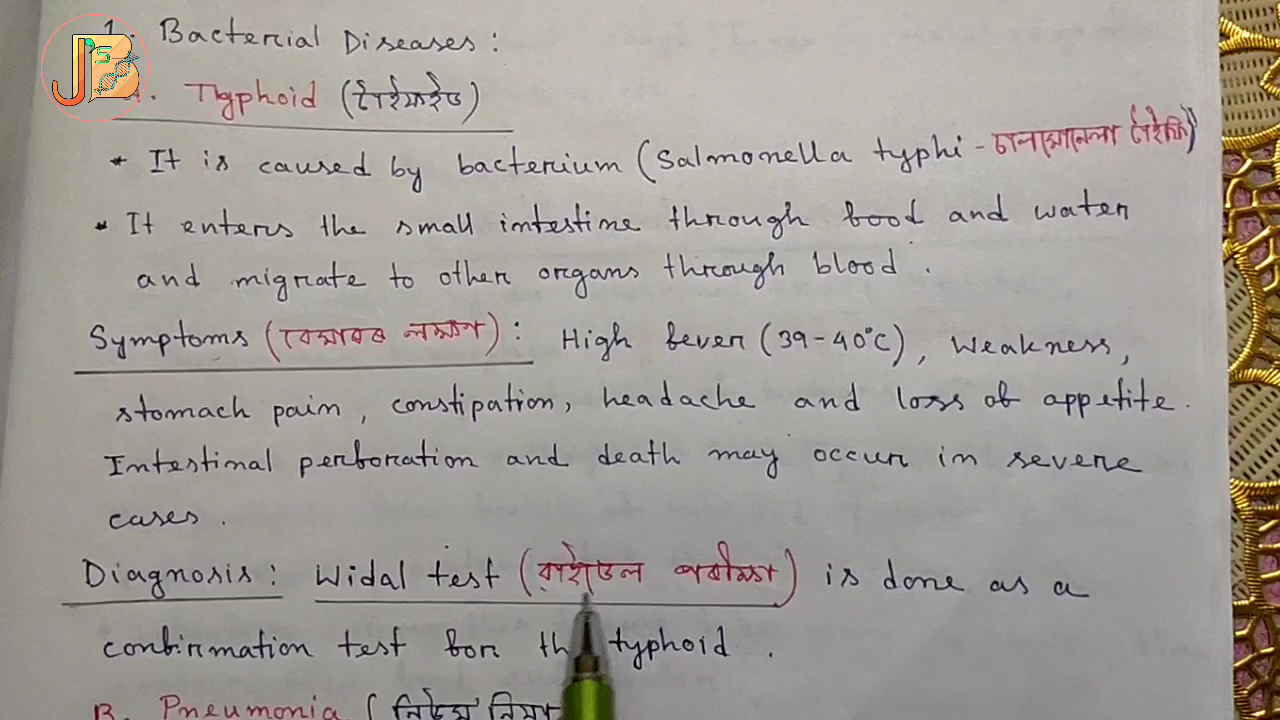 JBS
1. Bacterial Diseases:
A. Typhoid (টাইফইড)
* It is caused by bacterium (Salmonella typhi - চালমোনেলা টাইফি)
* It enters the small intestine through food and water
and migrate to other organs through blood.
Symptoms (বেমাৰৰ লক্ষণ): High fever (39-40°C), weakness,
stomach pain, constipation, headache and loss of appetite.
Intestinal perforation and death may occur in severe
cases.
Diagnosis: Widal test (ৱাইডেল পৰীক্ষা) is done as a
confirmation test for the typhoid.
B. Pneumonia (